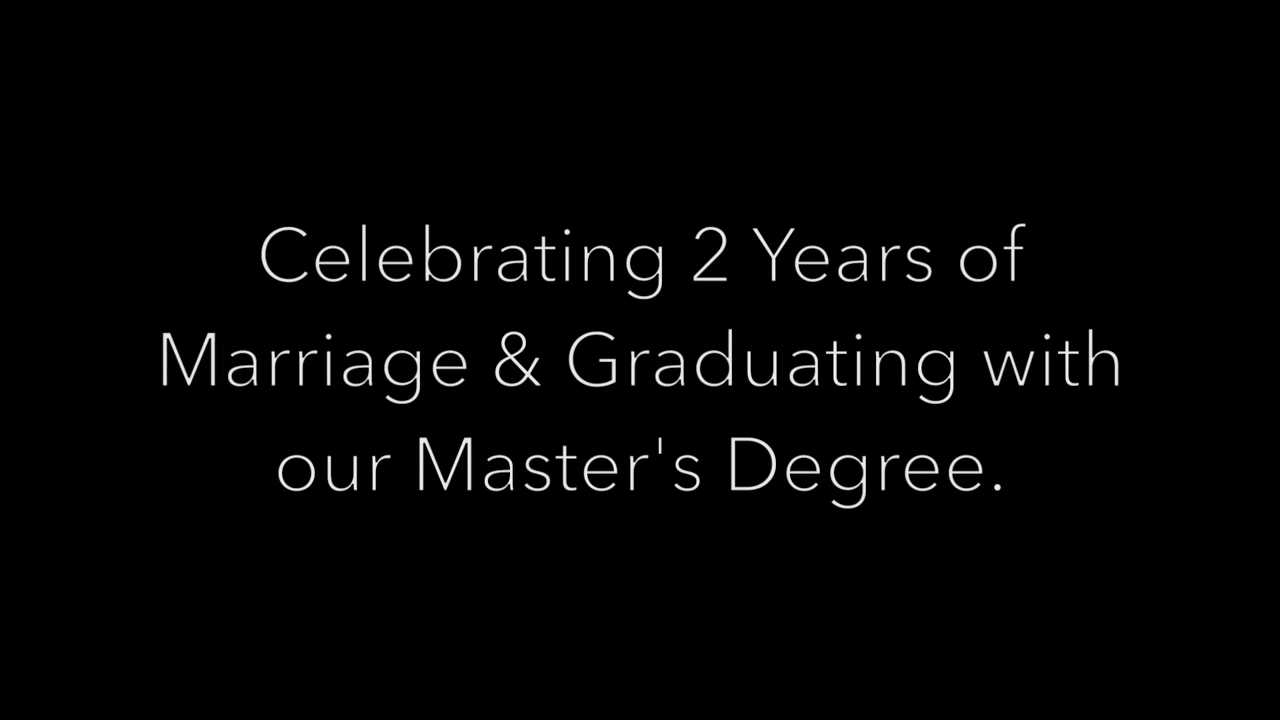 Celebrating 2 Years of
Marriage & Graduating with
our Master's Degree.